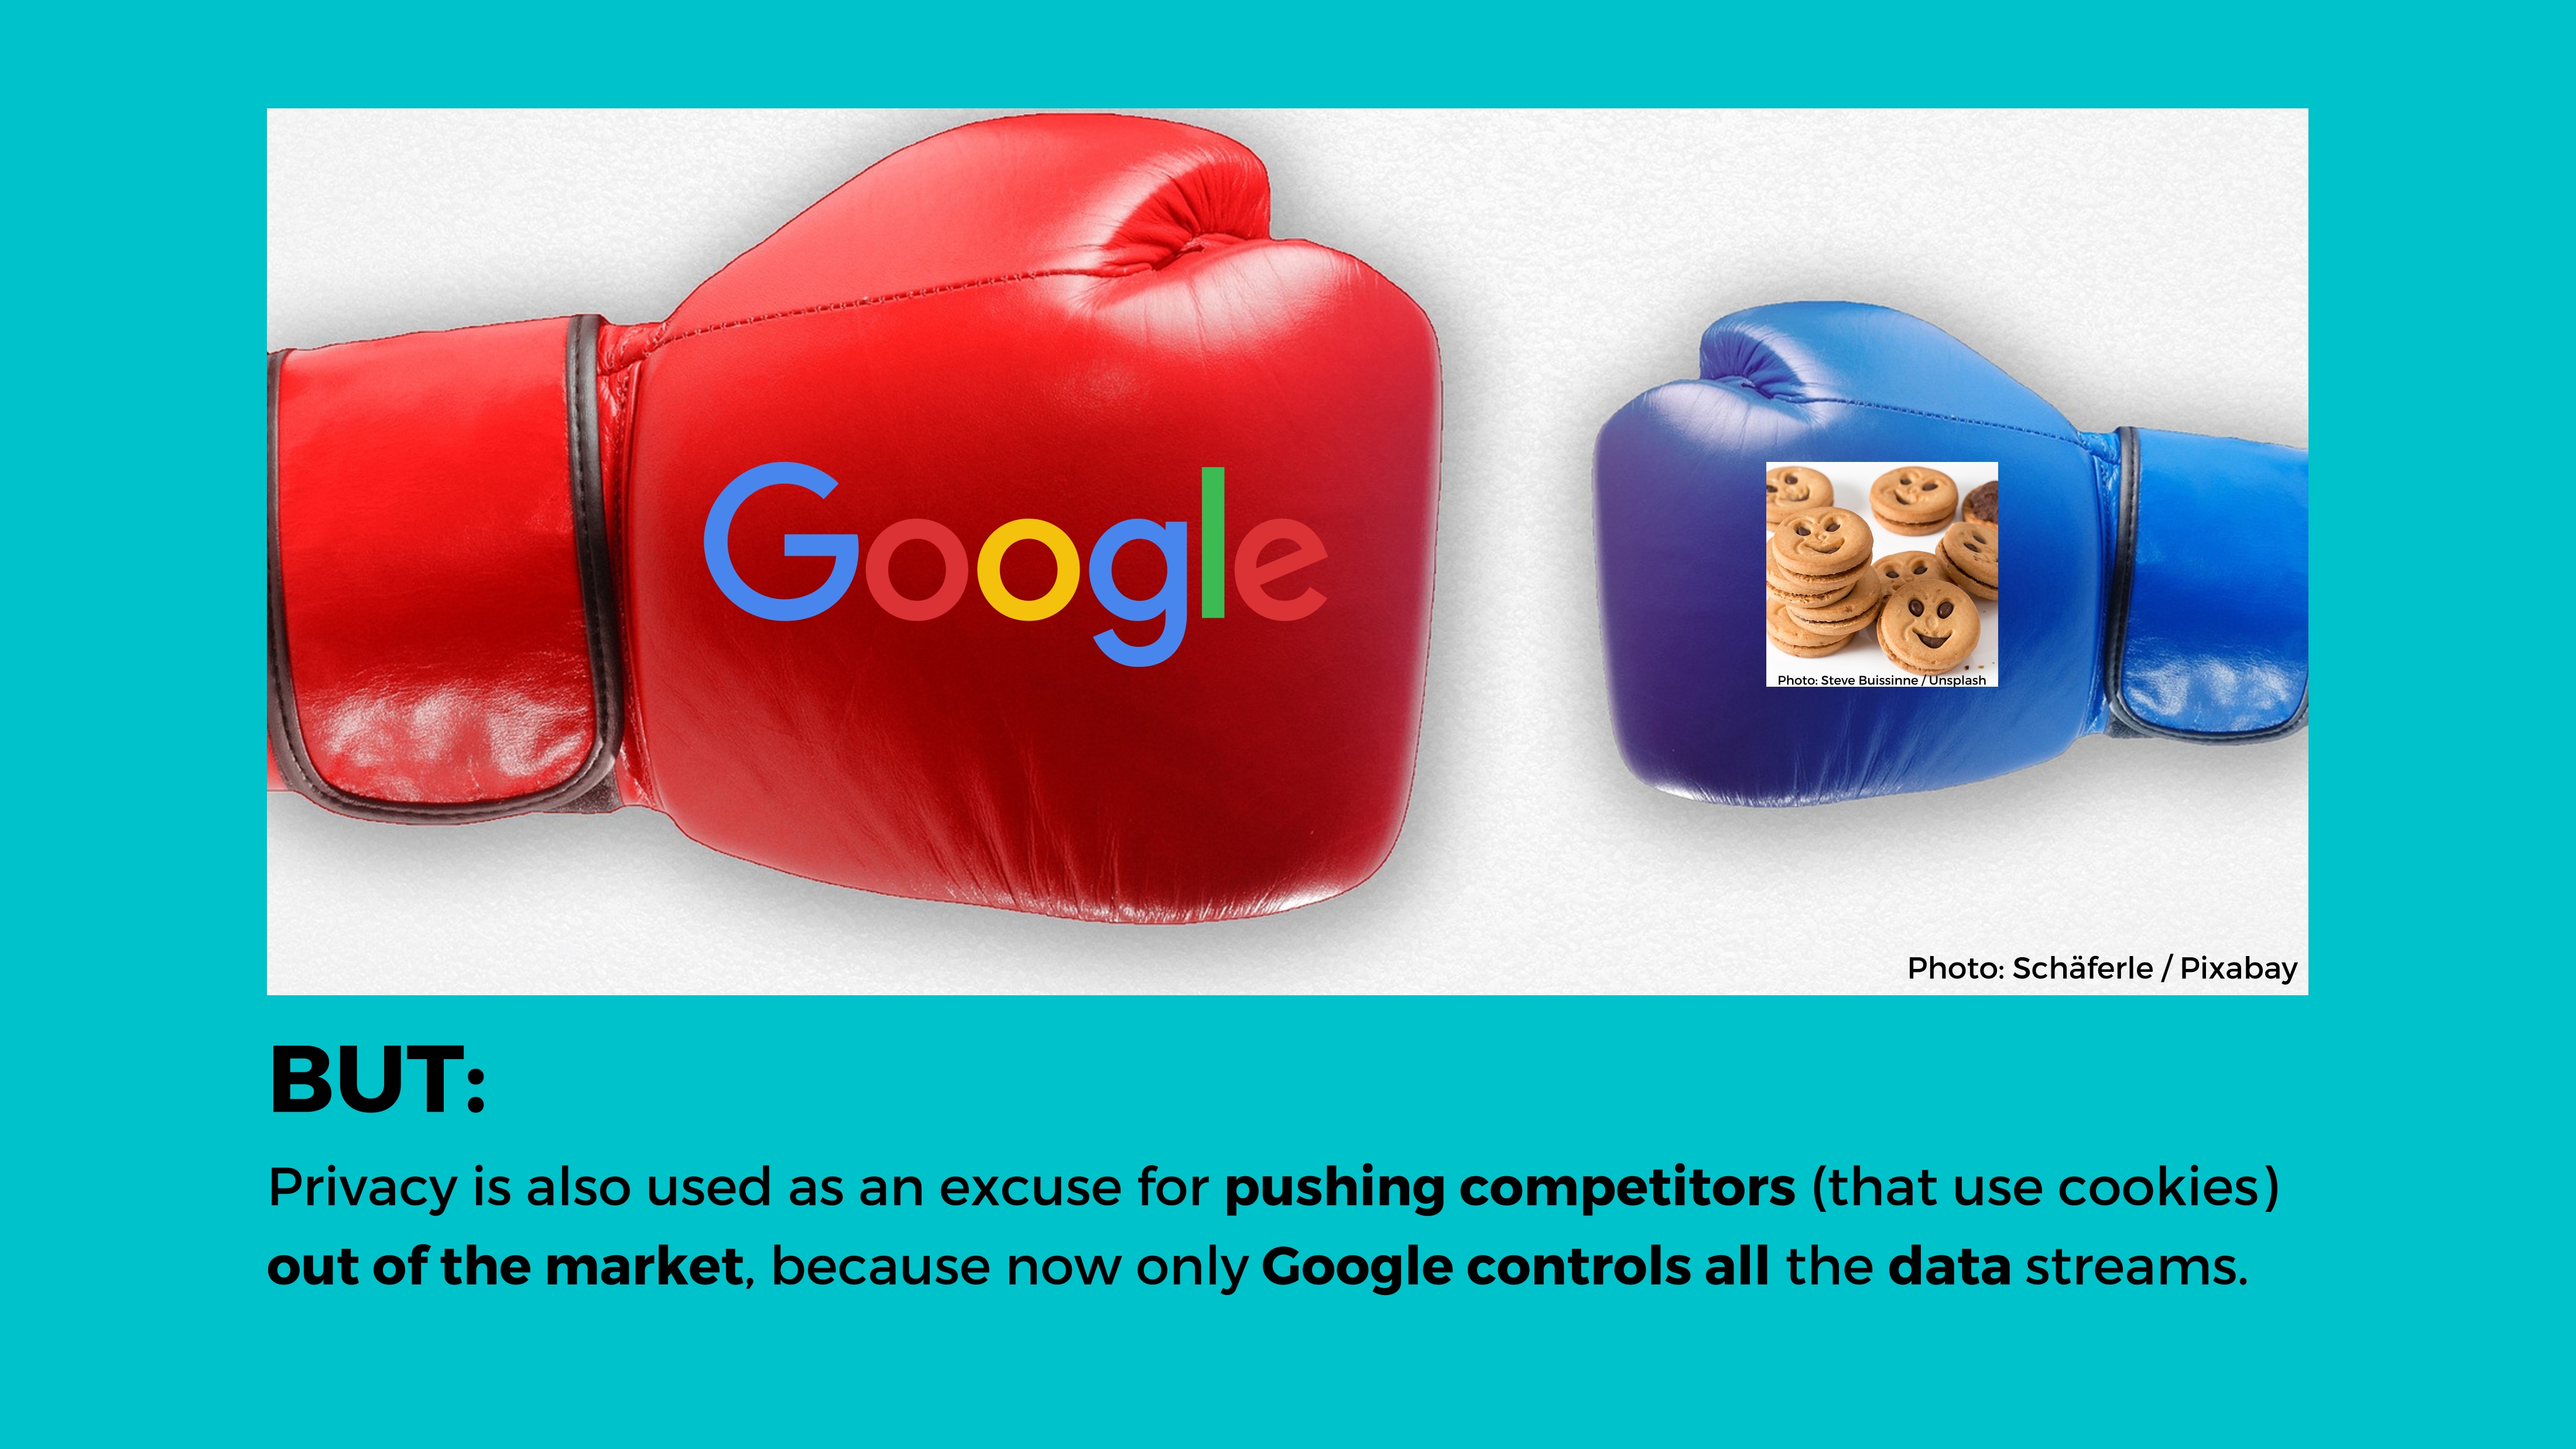 Google
Photo: Steve Buissinne / Unsplash
Photo: Schäferle / Pixabay
BUT:
Privacy is also used as an excuse for pushing competitors (that use cookies)
out of the market, because now only Google controls all the data streams.